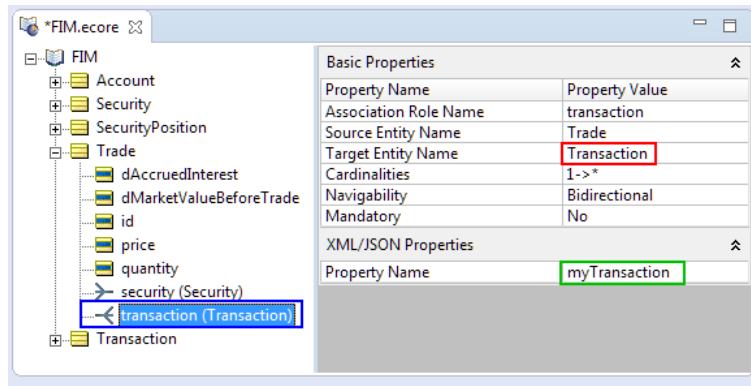 *FIM.ecore
FIM
Account
Security
SecurityPosition
Trade
dAccruedInterest
dMarketValueBeforeTrade
id
price
quantity
security (Security)
transaction (Transaction)
Transaction
Basic Properties
Property Name Property Value
Association Role Name transaction
Source Entity Name Trade
Target Entity Name Transaction
Cardinalities 1->*
Navigability Bidirectional
Mandatory No
XML/JSON Properties
Property Name myTransaction